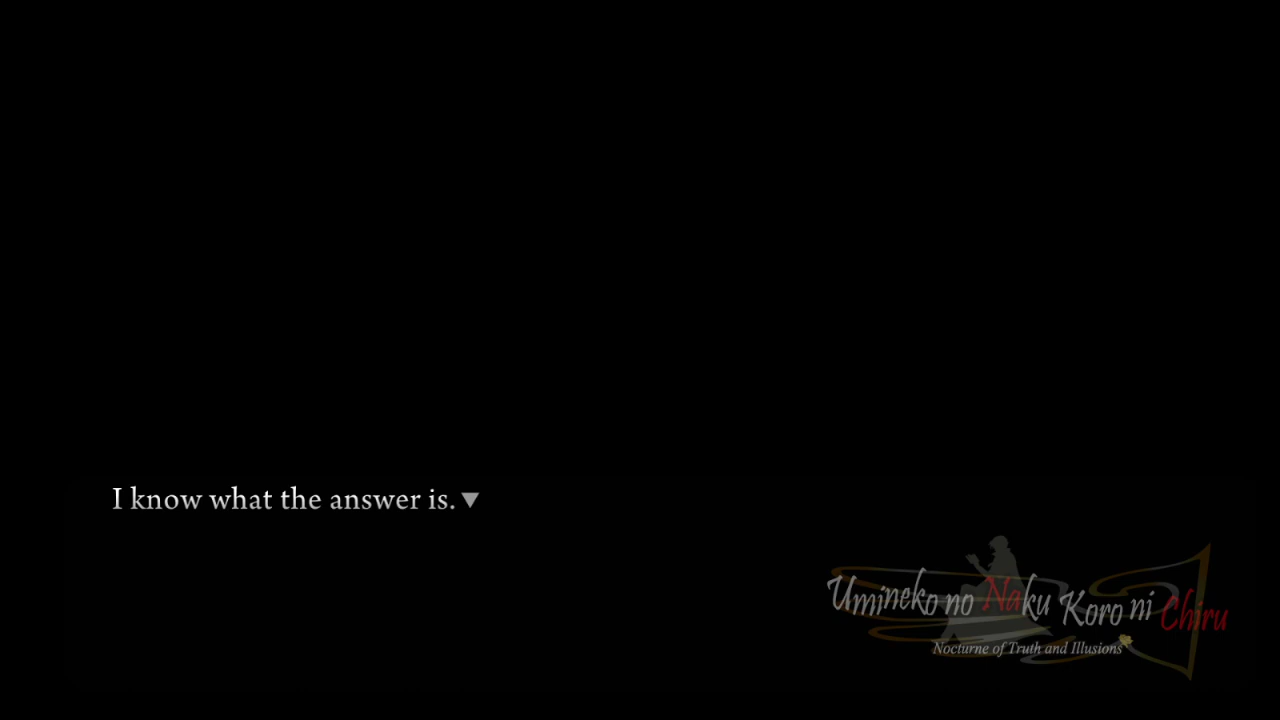 I know what the answer is.
Umineko no Naku Koro ni Chiru
Nocturne of Truth and Illusions